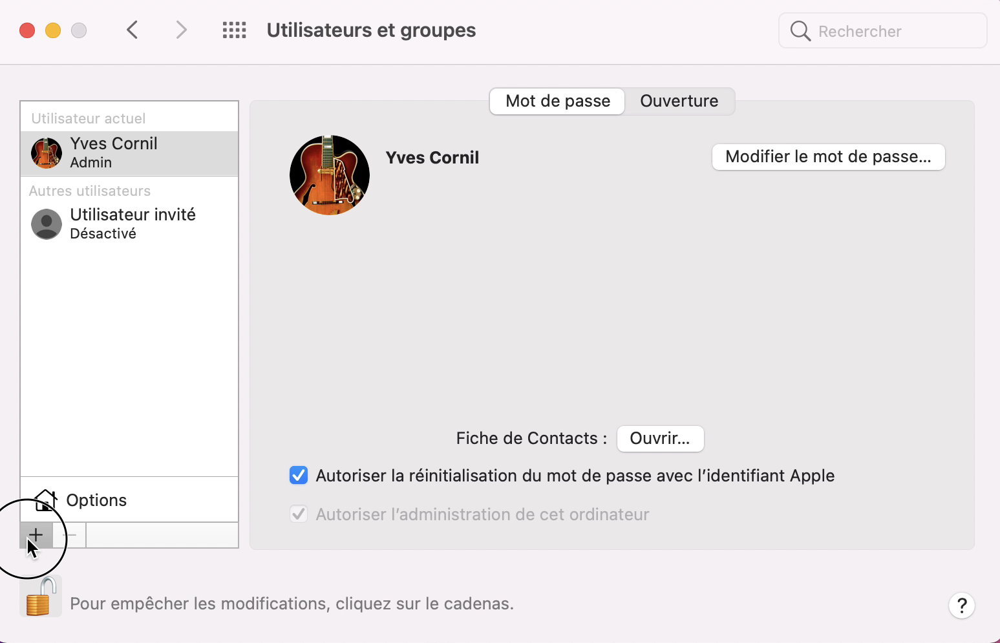 Utilisateurs et groupes
Rechercher
Utilisateur actuel
Yves Cornil
Admin
Autres utilisateurs
Utilisateur invité
Désactivé
Options
+
−
Mot de passe
Ouverture
Yves Cornil
Modifier le mot de passe...
Fiche de Contacts :
Ouvrir...
Autoriser la réinitialisation du mot de passe avec l’identifiant Apple
Autoriser l’administration de cet ordinateur
Pour empêcher les modifications, cliquez sur le cadenas.
?